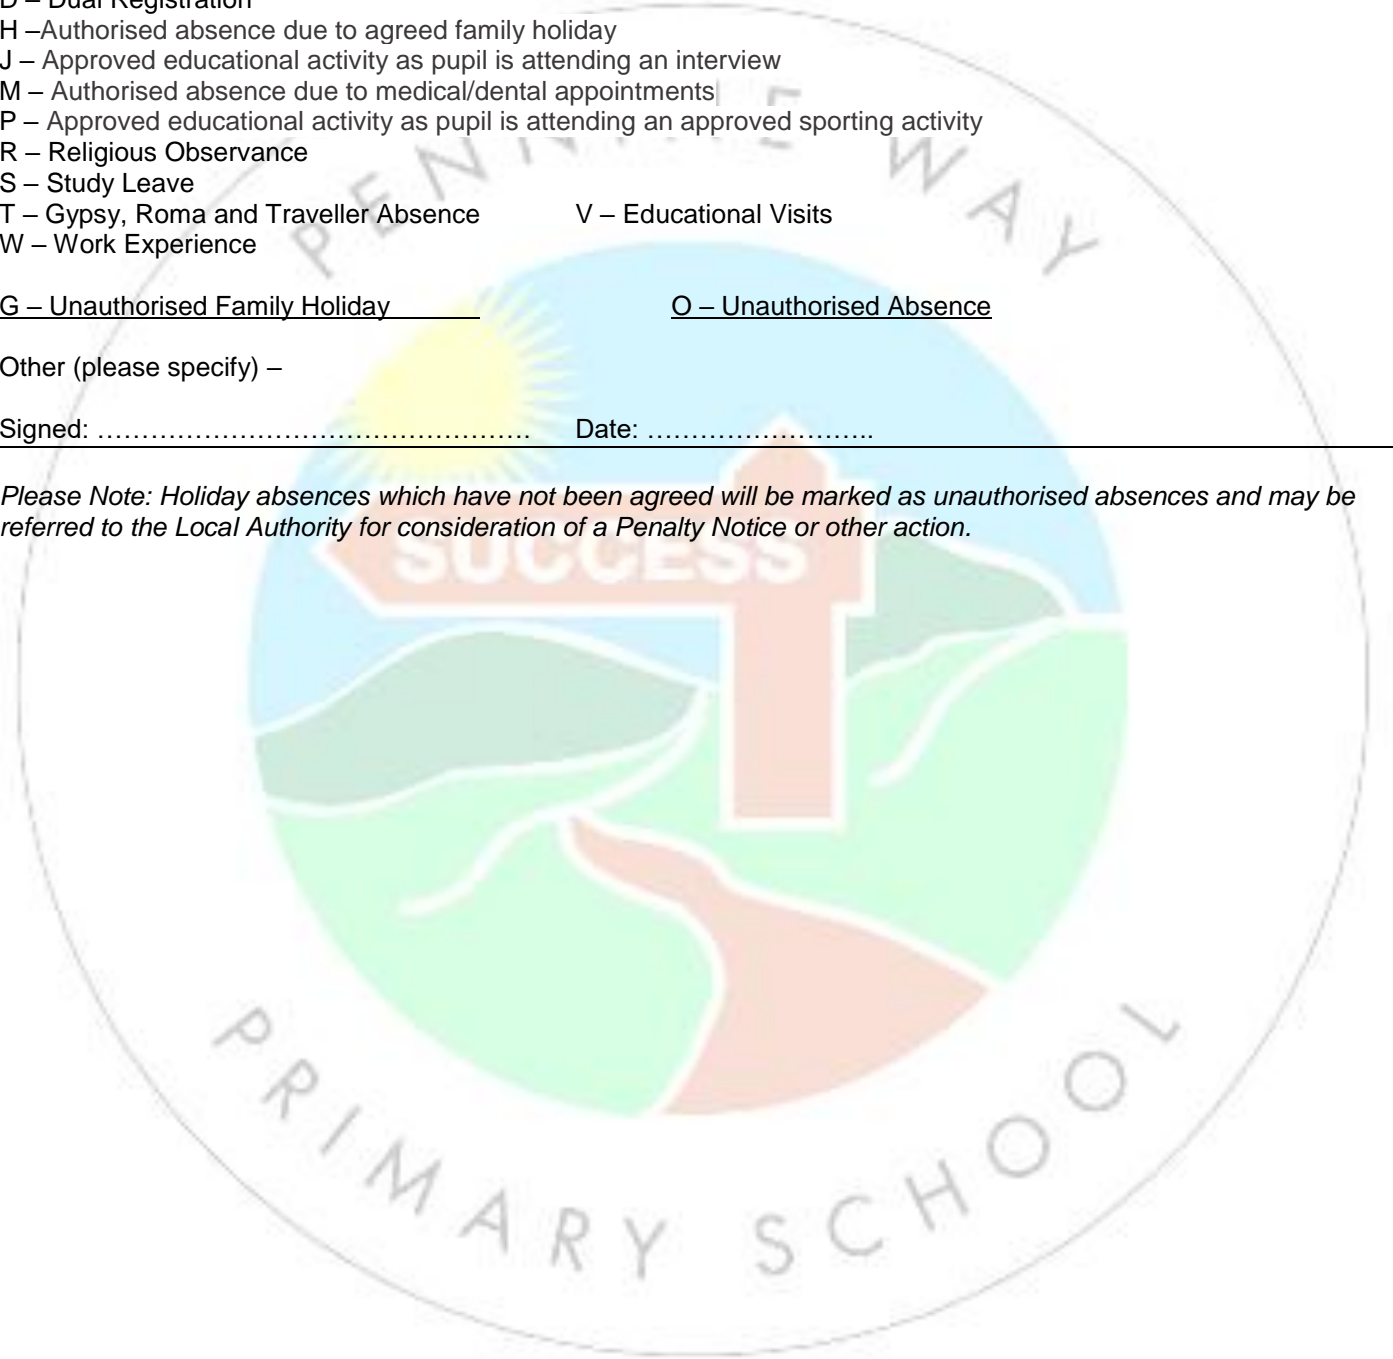 D – Dual Registration
H –Authorised absence due to agreed family holiday
J – Approved educational activity as pupil is attending an interview
M – Authorised absence due to medical/dental appointments
P – Approved educational activity as pupil is attending an approved sporting activity
R – Religious Observance
S – Study Leave
T – Gypsy, Roma and Traveller Absence V – Educational Visits
W – Work Experience
G – Unauthorised Family Holiday O – Unauthorised Absence
Other (please specify) –
Signed: …………………………………………. Date: ……………………..
Please Note: Holiday absences which have not been agreed will be marked as unauthorised absences and may be
referred to the Local Authority for consideration of a Penalty Notice or other action.
PENNINE WAY
SUCCESS
PRIMARY SCHOOL